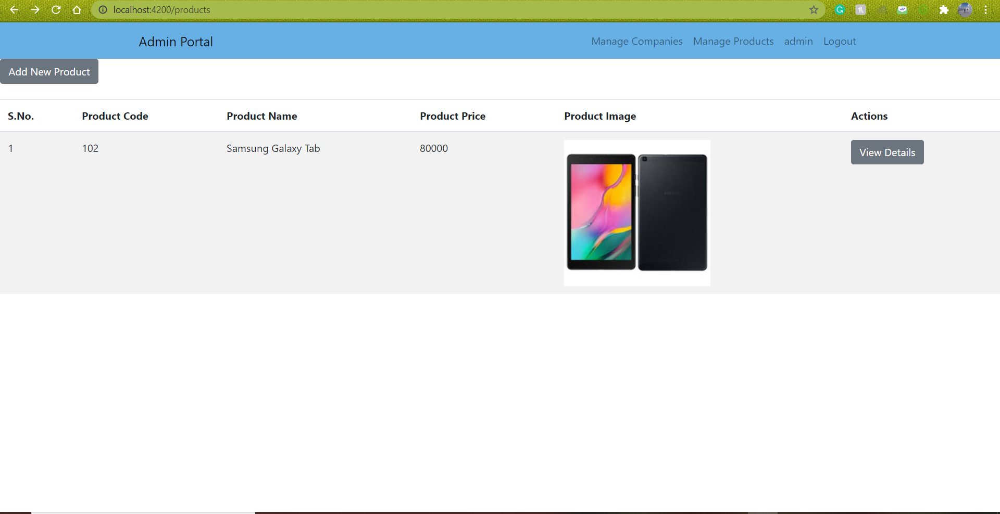 localhost:4200/products
Admin Portal Manage Companies Manage Products admin Logout
Add New Product
S.No. Product Code Product Name Product Price Product Image Actions
1 102 Samsung Galaxy Tab 80000 View Details